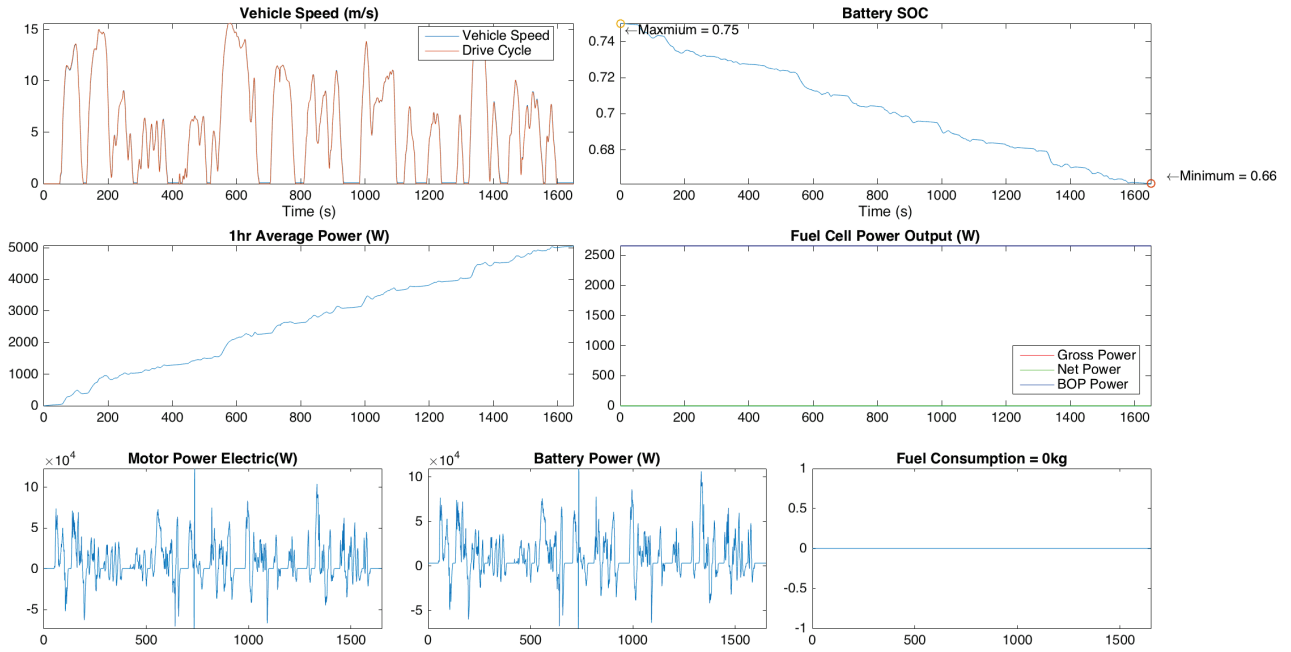 Vehicle Speed (m/s)
15
10
5
0
0 200 400 600 800 1000 1200 1400 1600
Time (s)
Vehicle Speed
Drive Cycle
Battery SOC
0.74
0.72
0.7
0.68
←Maxmium = 0.75
←Minimum = 0.66
0 200 400 600 800 1000 1200 1400 1600
Time (s)
1hr Average Power (W)
5000
4000
3000
2000
1000
0
0 200 400 600 800 1000 1200 1400 1600
Fuel Cell Power Output (W)
2500
2000
1500
1000
500
0
Gross Power
Net Power
BOP Power
0 200 400 600 800 1000 1200 1400 1600
Motor Power Electric(W)
×10⁴
10
5
0
-5
0 500 1000 1500
Battery Power (W)
×10⁴
10
5
0
-5
0 500 1000 1500
Fuel Consumption = 0kg
1
0.5
0
-0.5
-1
0 500 1000 1500